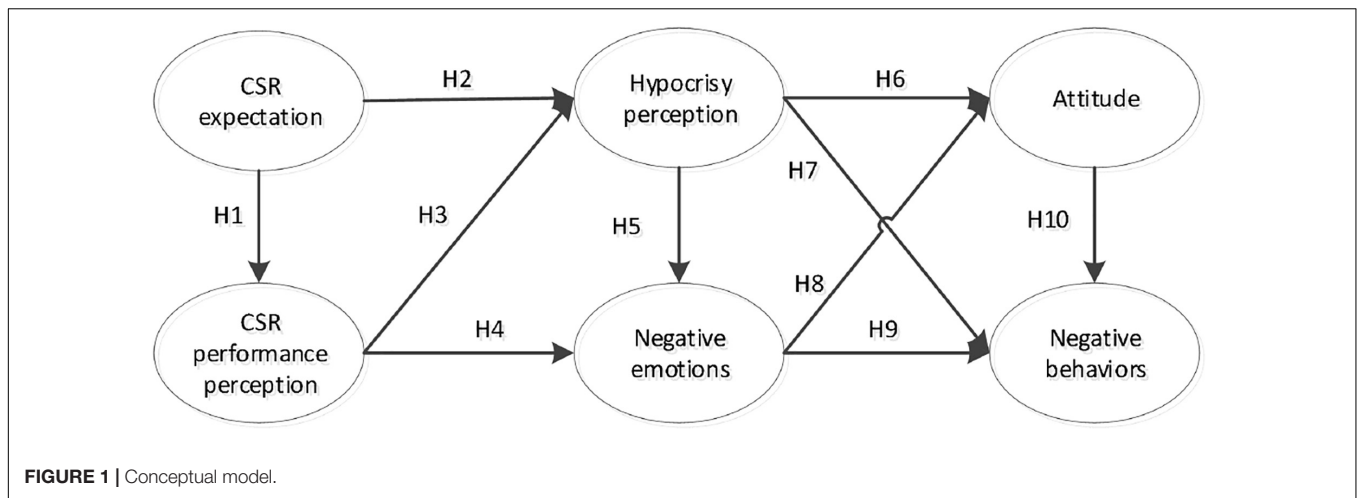 CSR
expectation
H2
Hypocrisy
perception
H6
Attitude
H1
H3
H5
H7
H8
H10
CSR
performance
perception
H4
Negative
emotions
H9
Negative
behaviors
FIGURE 1 | Conceptual model.